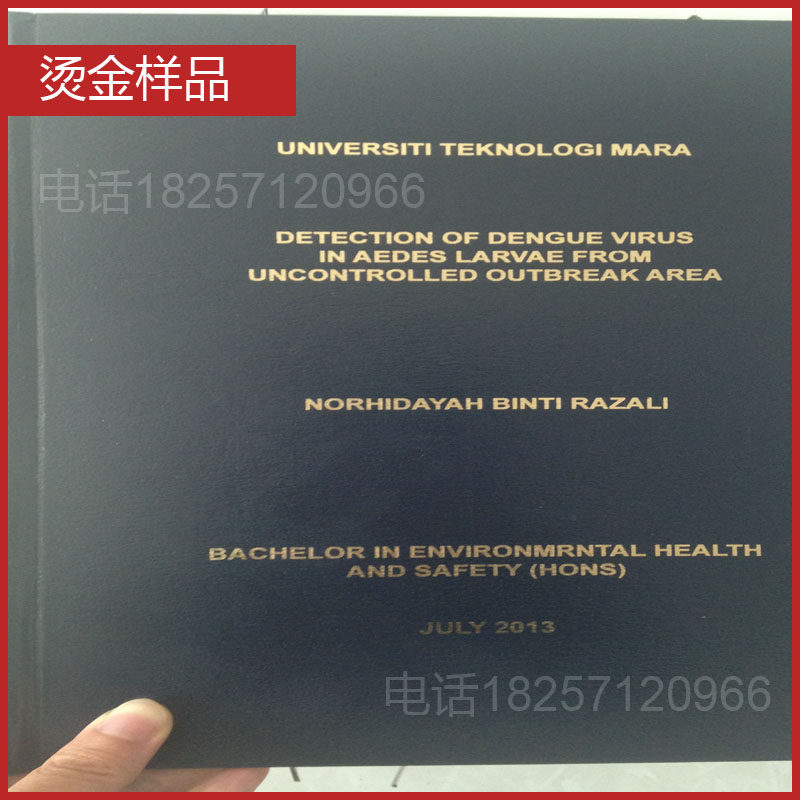 烫金样品
UNIVERSITI TEKNOLOGI MARA
电话18257120966
DETECTION OF DENGUE VIRUS
IN AEDES LARVAE FROM
UNCONTROLLED OUTBREAK AREA
NORHIDAYAH BINTI RAZALI
BACHELOR IN ENVIRONMRNTAL HEALTH
AND SAFETY (HONS)
JULY 2013
电话18257120966